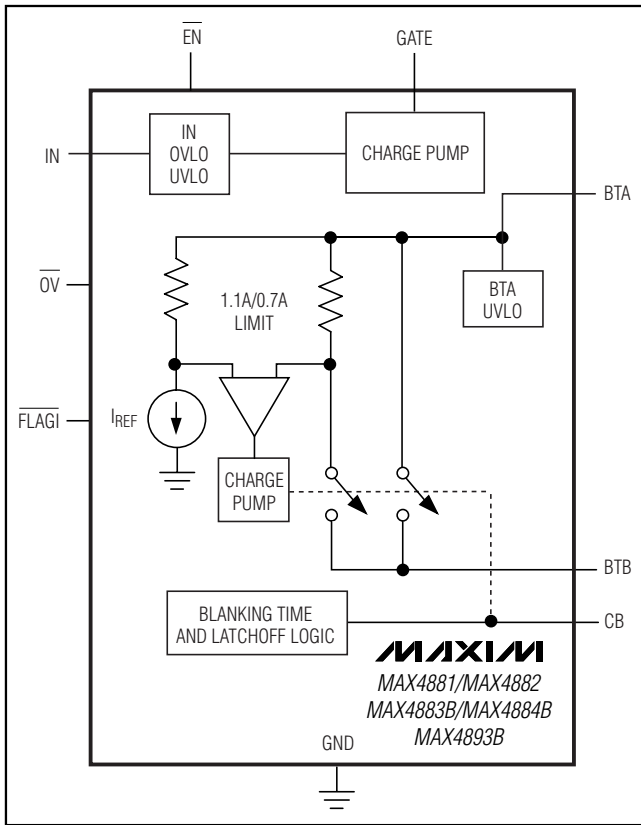 EN
GATE
IN
IN
OVLO
UVLO
CHARGE PUMP
BTA
OV
1.1A/0.7A
LIMIT
BTA
UVLO
FLAGI
IREF
CHARGE
PUMP
BTB
BLANKING TIME
AND LATCHOFF LOGIC
CB
MAXIM
MAX4881/MAX4882
MAX4883B/MAX4884B
MAX4893B
GND